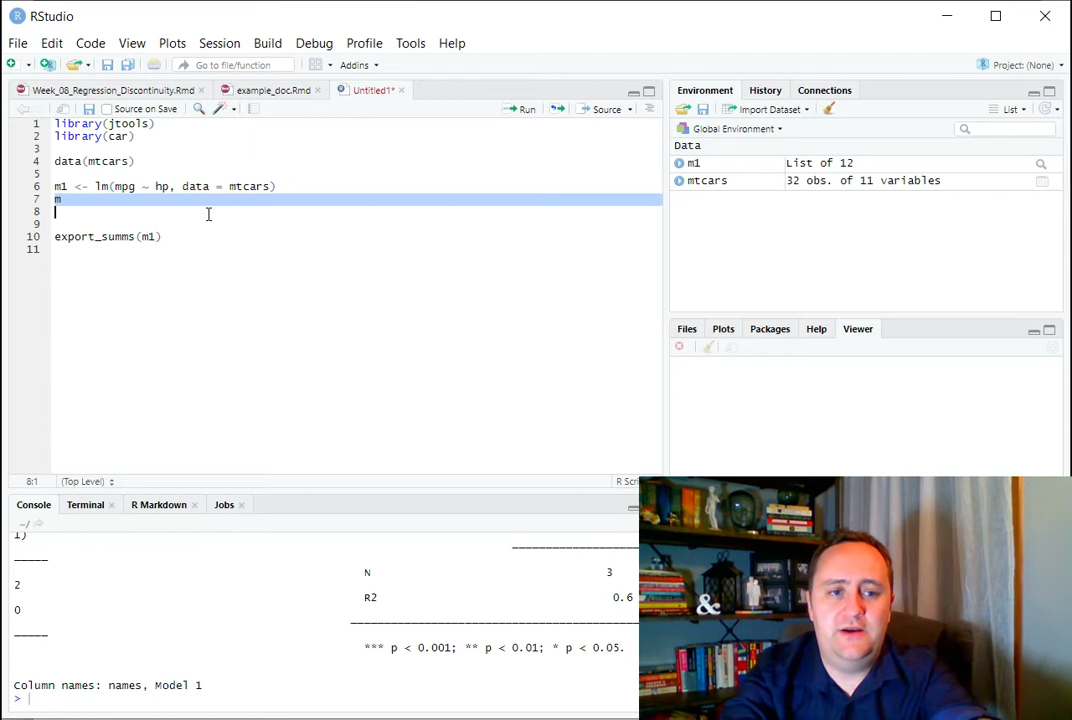 RStudio
File Edit Code View Plots Session Build Debug Profile Tools Help
Go to file/function Addins Project: (None)
Week_08_Regression_Discontinuity.Rmd example_doc.Rmd Untitled1*
Source on Save Run Source
1 library(jtools)
2 library(car)
3
4 data(mtcars)
5
6 m1 <- lm(mpg ~ hp, data = mtcars)
7 m
8
9
10 export_summs(m1)
11
8:1 (Top Level) R Scri
Environment History Connections
Import Dataset List
Global Environment
Data
m1 List of 12
mtcars 32 obs. of 11 variables
Files Plots Packages Help Viewer
Console Terminal R Markdown Jobs
~/
1)
N 3
2
R2 0.6
0
*** p < 0.001; ** p < 0.01; * p < 0.05.
Column names: names, Model 1
>
&